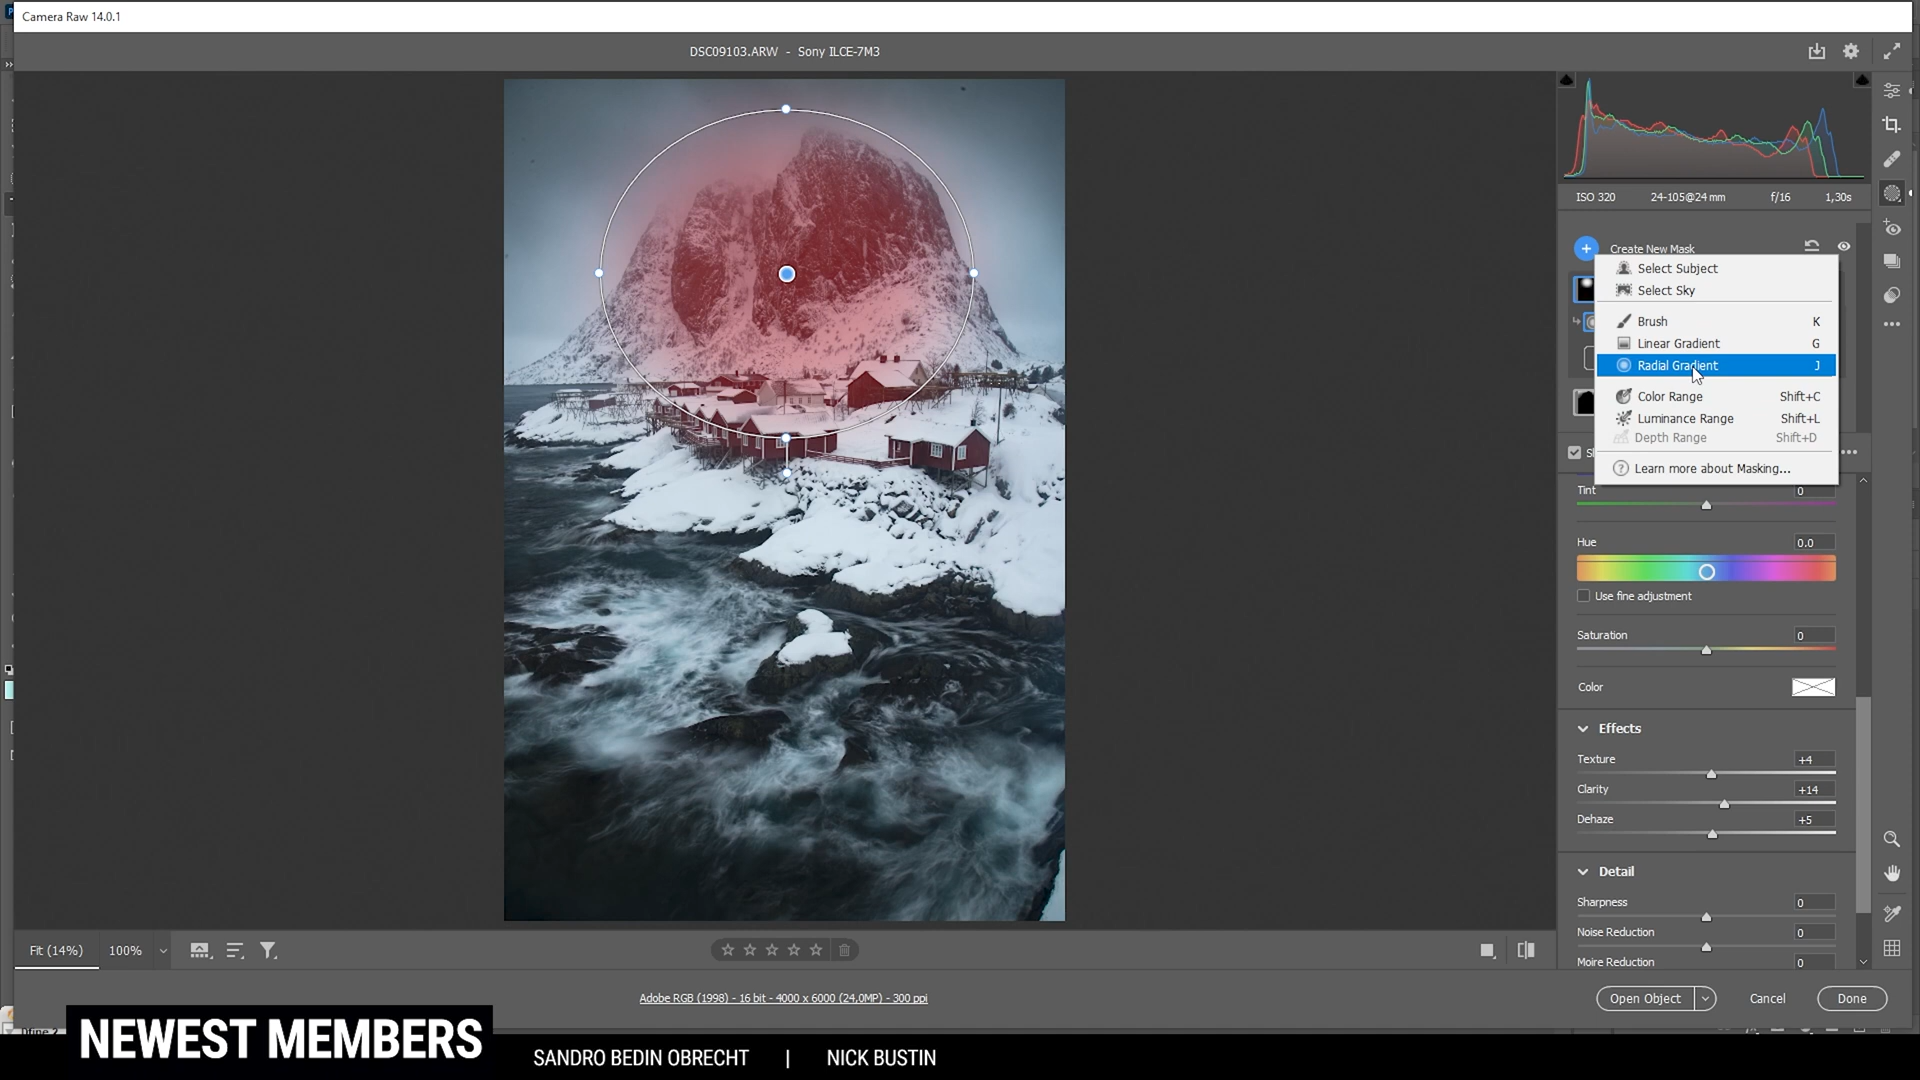 Camera Raw 14.0.1
DSC09103.ARW - Sony ILCE-7M3
ISO 320 24-105@24 mm f/16 1,30s
Create New Mask
Select Subject
Select Sky
Brush K
Linear Gradient G
Radial Gradient J
Color Range Shift+C
Luminance Range Shift+L
Depth Range Shift+D
Learn more about Masking...
Tint 0
Hue 0.0
Use fine adjustment
Saturation 0
Color
Effects
Texture +4
Clarity +14
Dehaze +5
Detail
Sharpness 0
Noise Reduction 0
Moire Reduction 0
Fit (14%) 100%
Adobe RGB (1998) - 16 bit - 4000 x 6000 (24,0MP) - 300 ppi
Open Object Cancel Done
NEWEST MEMBERS
SANDRO BEDIN OBRECHT | NICK BUSTIN